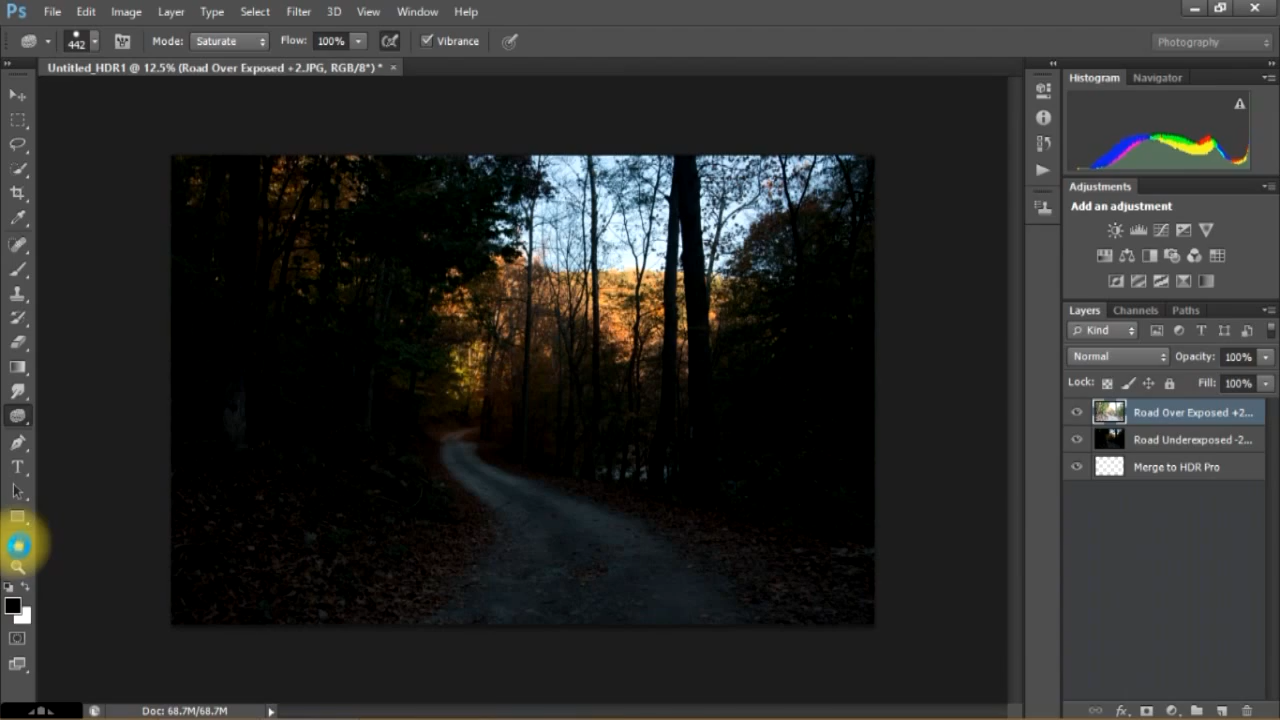 Ps File Edit Image Layer Type Select Filter 3D View Window Help
442 Mode: Saturate Flow: 100% Vibrance Photography
Untitled_HDR1 @ 12.5% (Road Over Exposed +2.JPG, RGB/8*) * ×
Histogram Navigator
Adjustments
Add an adjustment
Layers Channels Paths
Kind T
Normal Opacity: 100%
Lock: Fill: 100%
Road Over Exposed +2...
Road Underexposed -2...
Merge to HDR Pro
T
fx
Doc: 68.7M/68.7M